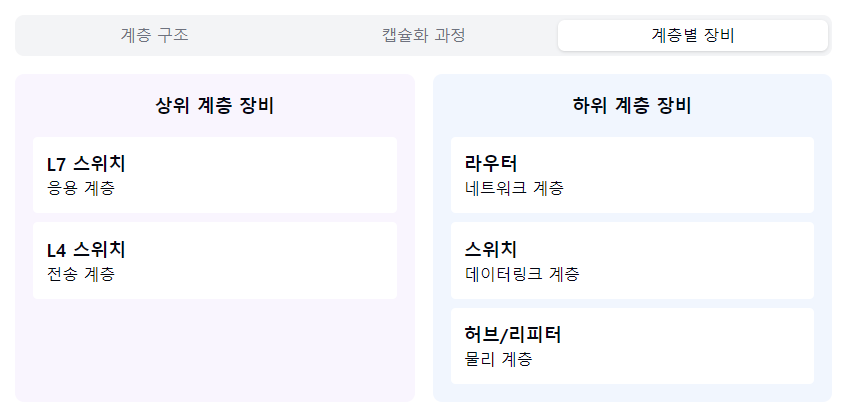 계층 구조
캡슐화 과정
계층별 장비
상위 계층 장비
L7 스위치
응용 계층
L4 스위치
전송 계층
하위 계층 장비
라우터
네트워크 계층
스위치
데이터링크 계층
허브/리피터
물리 계층